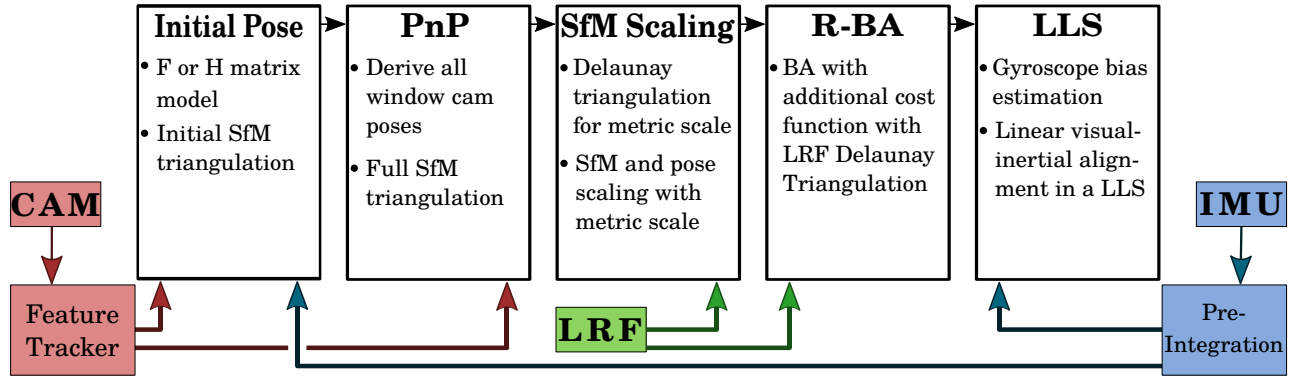 Initial Pose
• F or H matrix
model
• Initial SfM
triangulation
PnP
• Derive all
window cam
poses
• Full SfM
triangulation
SfM Scaling
• Delaunay
triangulation
for metric scale
• SfM and pose
scaling with
metric scale
R-BA
• BA with
additional cost
function with
LRF Delaunay
Triangulation
LLS
• Gyroscope bias
estimation
• Linear visual-
inertial align-
ment in a LLS
CAM
IMU
Feature
Tracker
LRF
Pre-
Integration